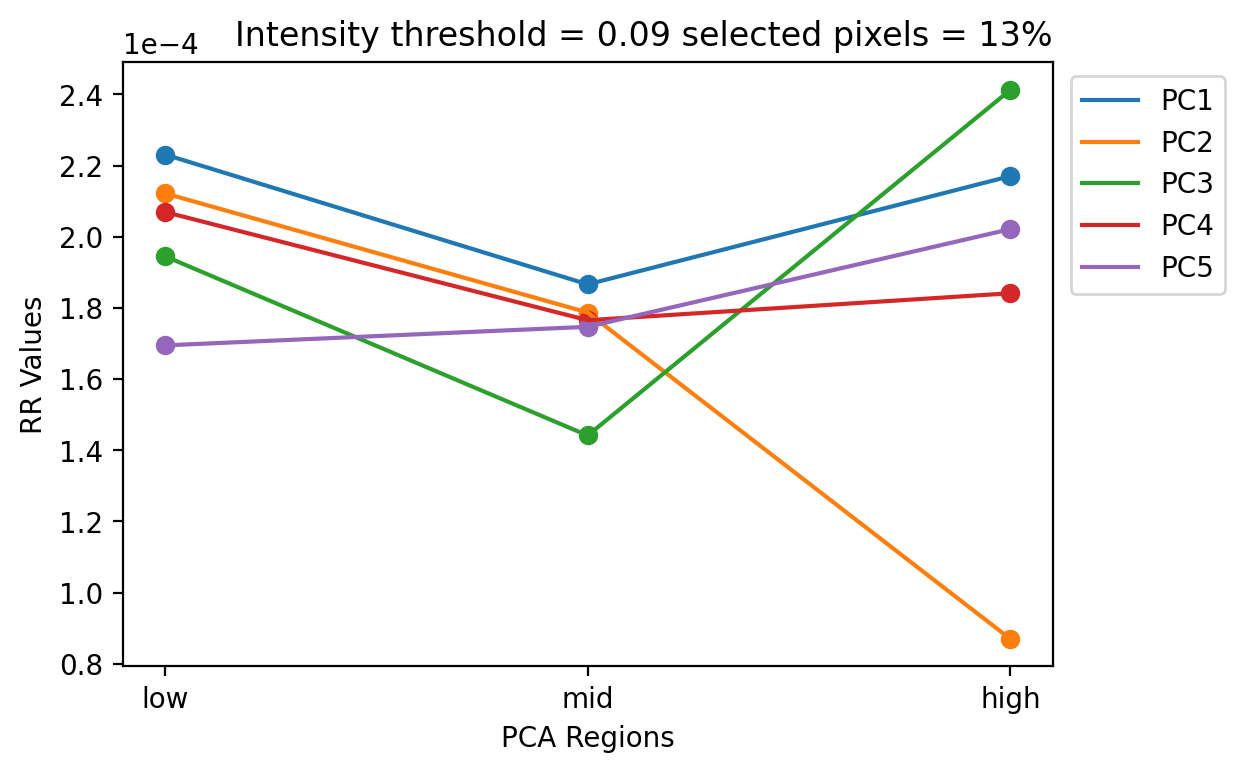 Intensity threshold = 0.09 selected pixels = 13%
1e−4
2.4
2.2
2.0
1.8
1.6
1.4
1.2
1.0
0.8
RR Values
low mid high
PCA Regions
PC1
PC2
PC3
PC4
PC5